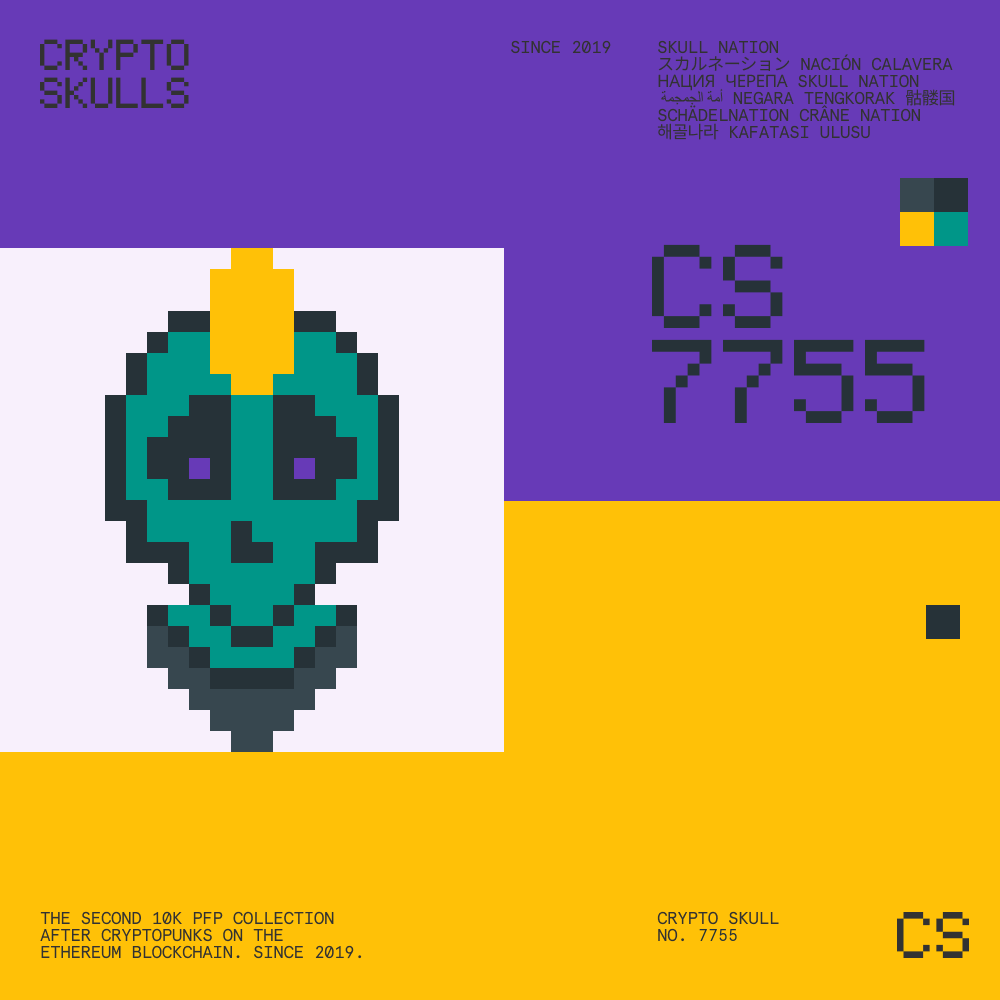 CRYPTO
SKULLS
SINCE 2019
SKULL NATION
スカルネーション NACIÓN CALAVERA
НАЦИЯ ЧЕРЕПА SKULL NATION
أمة الجمجمة NEGARA TENGKORAK 骷髅国
SCHÄDELNATION CRÂNE NATION
해골나라 KAFATASI ULUSU
CS
7755
THE SECOND 10K PFP COLLECTION
AFTER CRYPTOPUNKS ON THE
ETHEREUM BLOCKCHAIN. SINCE 2019.
CRYPTO SKULL
NO. 7755
CS